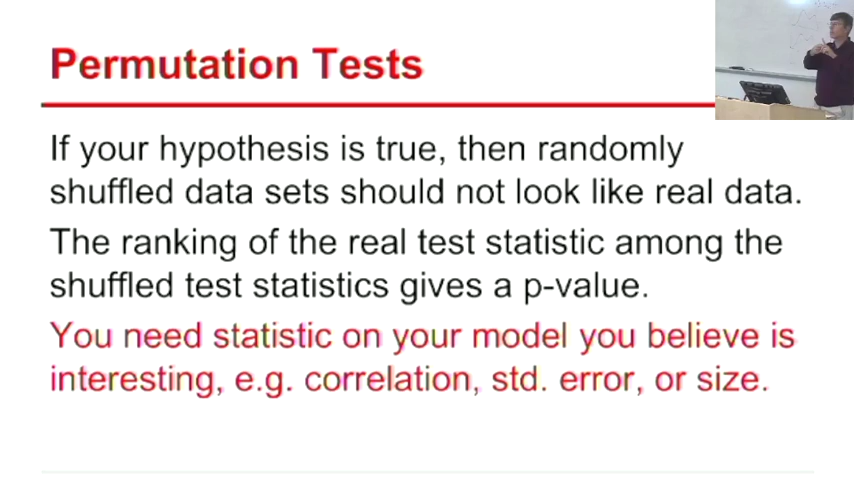 Permutation Tests
If your hypothesis is true, then randomly
shuffled data sets should not look like real data.
The ranking of the real test statistic among the
shuffled test statistics gives a p-value.
You need statistic on your model you believe is
interesting, e.g. correlation, std. error, or size.